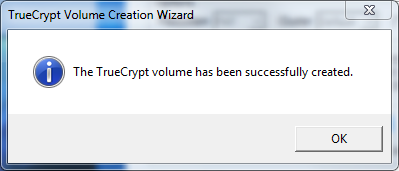 TrueCrypt Volume Creation Wizard
The TrueCrypt volume has been successfully created.
OK